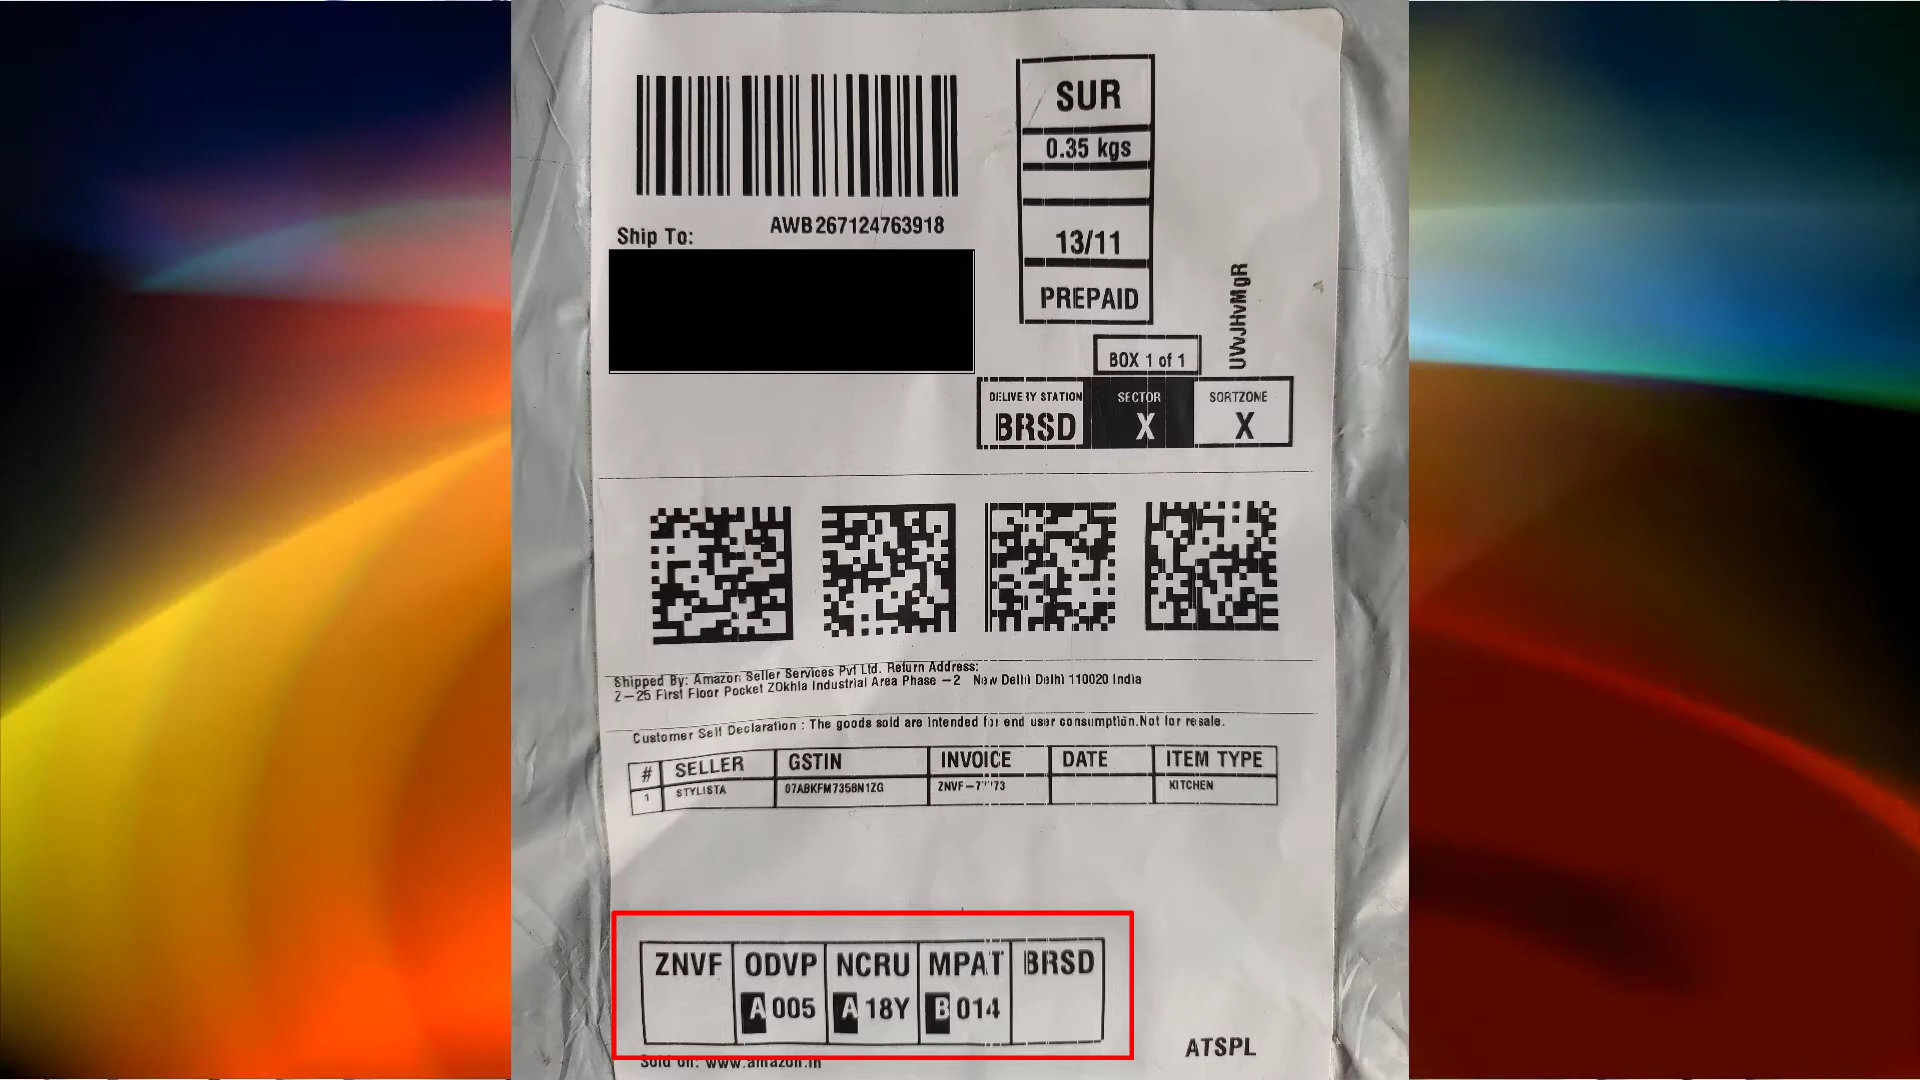 SUR
0.35 kgs
13/11
PREPAID
AWB267124763918
Ship To:
UVvJHvMgR
BOX 1 of 1
DELIVERY STATION SECTOR SORTZONE
BRSD X X
Shipped By: Amazon Seller Services Pvt Ltd. Return Address:
2-25 First Floor Pocket ZOkhla Industrial Area Phase -2 New Delhi Delhi 110020 India
Customer Self Declaration : The goods sold are intended for end user consumption.Not for resale.
# SELLER GSTIN INVOICE DATE ITEM TYPE
1 STYLISTA 07ABKFM7358N1ZG KITCHEN
ZNVF ODVP NCRU MPAT BRSD
A 005 A 18Y B 014
ATSPL
Sold on: www.amazon.in